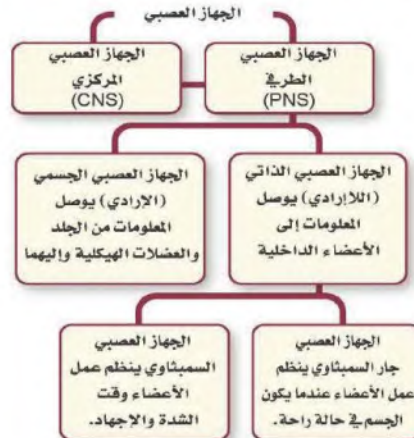 الجهاز العصبي
الجهاز العصبي
الطرفي
(PNS)
الجهاز العصبي
المركزي
(CNS)
الجهاز العصبي الذاتي
(اللاإرادي) يوصل
المعلومات إلى
الأعضاء الداخلية
الجهاز العصبي الجسمي
(الإرادي) يوصل
المعلومات من الجلد
والعضلات الهيكلية وإليهما
الجهاز العصبي
جار السمبثاوي ينظم
عمل الأعضاء عندما يكون
الجسم في حالة راحة.
الجهاز العصبي
السمبثاوي ينظم عمل
الأعضاء وقت
الشدة والإجهاد.